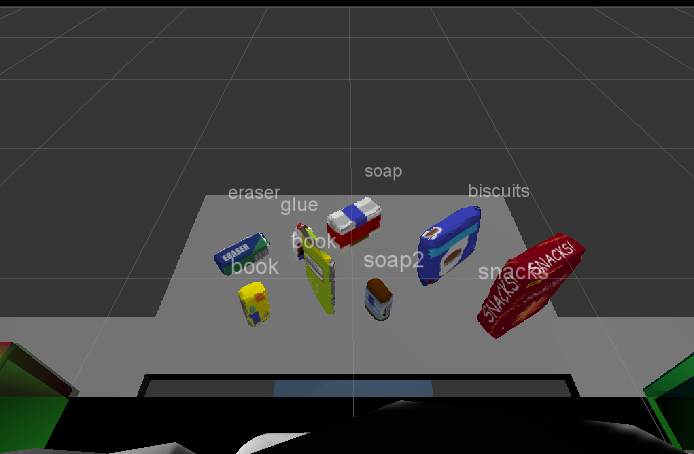 soap
eraser
biscuits
glue
book
soap2
book
snacks
ERASER
SNACKS!
SNACKS!